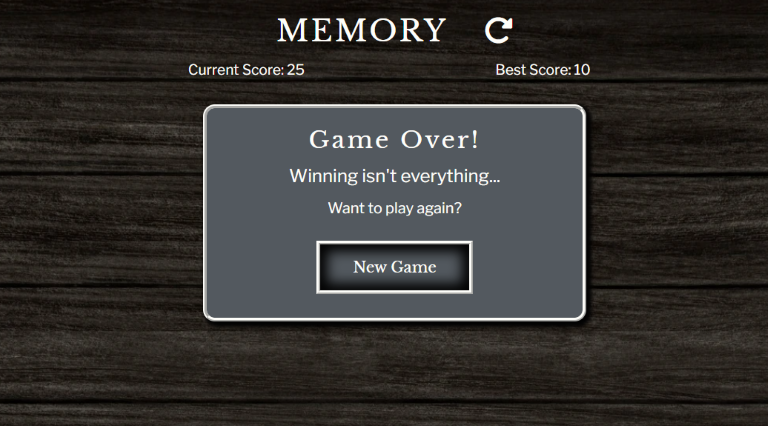 MEMORY
Current Score: 25
Best Score: 10
Game Over!
Winning isn't everything...
Want to play again?
New Game